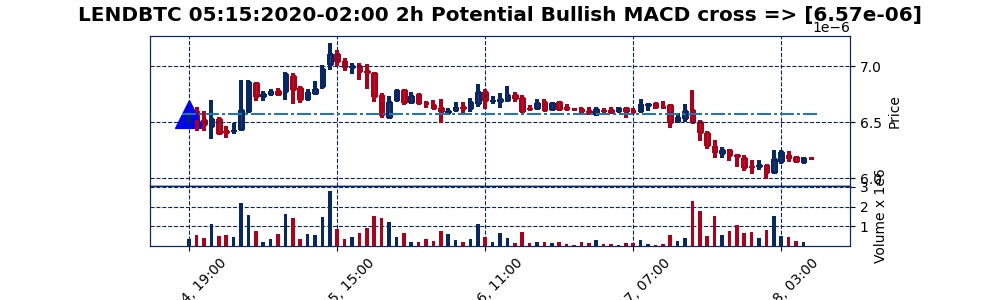 LENDBTC 05:15:2020-02:00 2h Potential Bullish MACD cross => [6.57e-06]
1e−6
7.0
6.5
6.0
Price
3
2
1
Volume x 1e6
4, 19:00
5, 15:00
6, 11:00
7, 07:00
8, 03:00